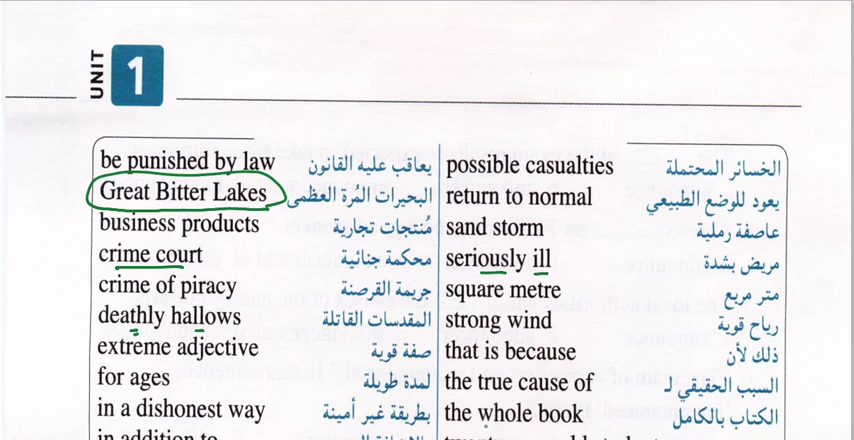 UNIT 1
be punished by law يعاقب عليه القانون
Great Bitter Lakes البحيرات المُرة العظمى
business products مُنتجات تجارية
crime court محكمة جنائية
crime of piracy جريمة القرصنة
deathly hallows المقدسات القاتلة
extreme adjective صفة قوية
for ages لمدة طويلة
in a dishonest way بطريقة غير أمينة
in addition to
possible casualties الخسائر المحتملة
return to normal يعود للوضع الطبيعي
sand storm عاصفة رملية
seriously ill مريض بشدة
square metre متر مربع
strong wind رياح قوية
that is because ذلك لأن
the true cause of السبب الحقيقي لـ
the whole book الكتاب بالكامل